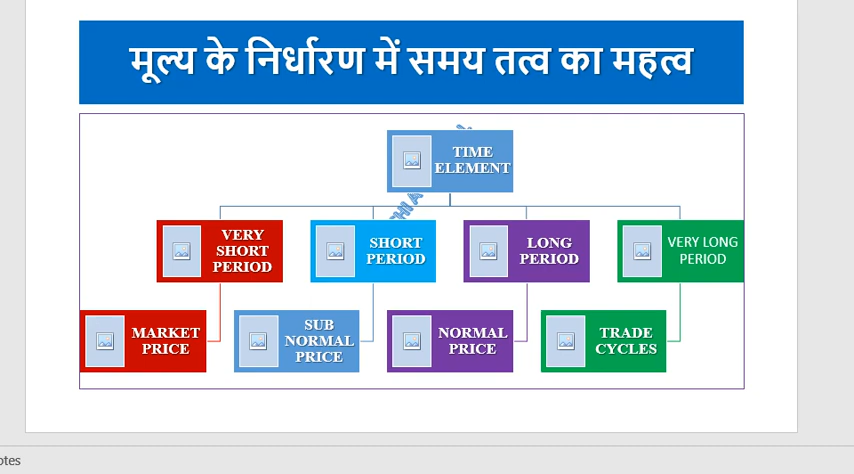 मूल्य के निर्धारण में समय तत्व का महत्व
TIME
ELEMENT
VERY
SHORT
PERIOD
SHORT
PERIOD
LONG
PERIOD
VERY LONG
PERIOD
MARKET
PRICE
SUB
NORMAL
PRICE
NORMAL
PRICE
TRADE
CYCLES
otes